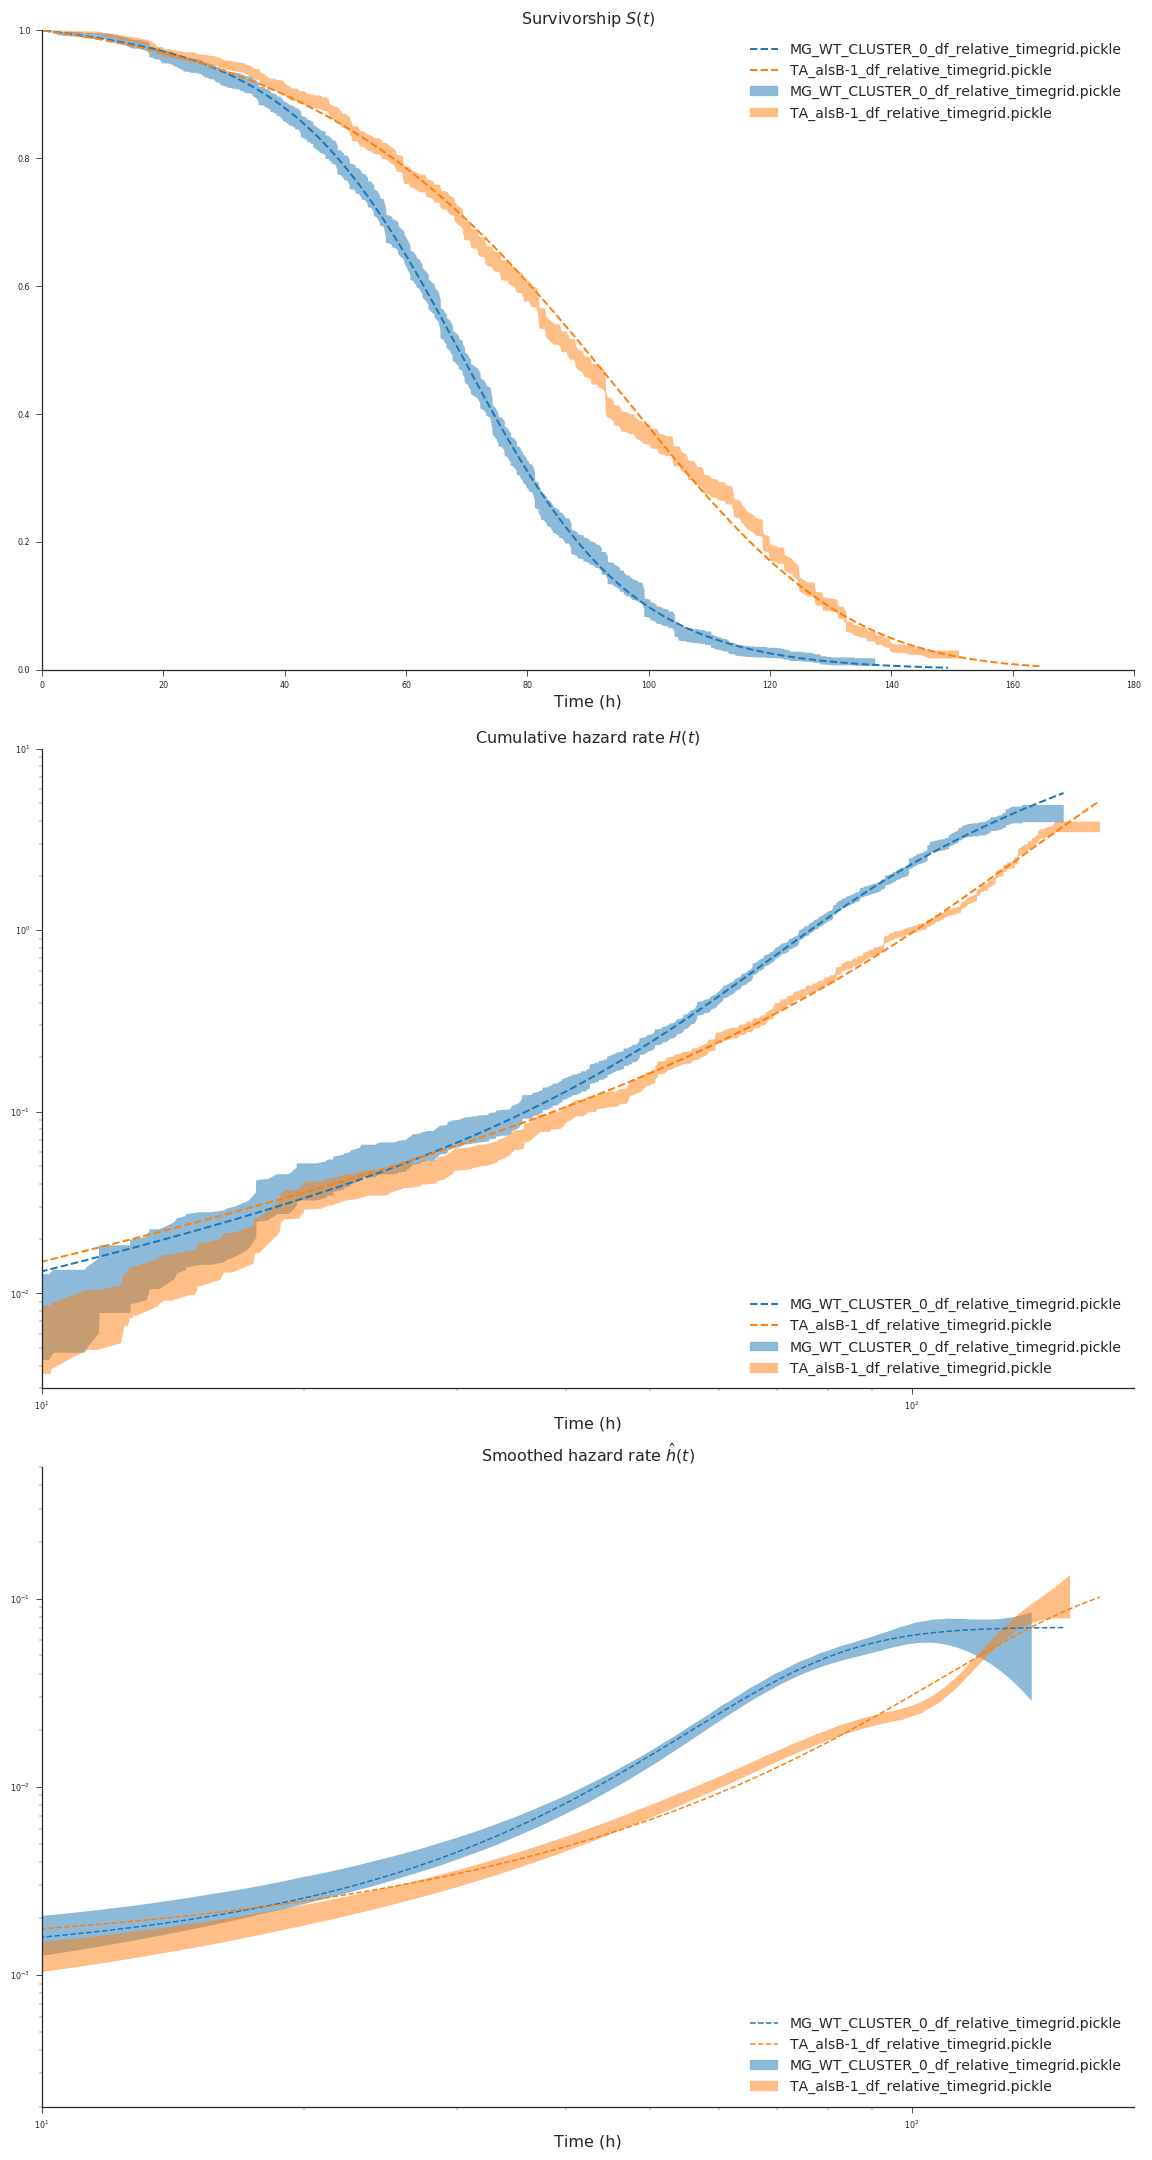 Survivorship S(t)
1.0
0.8
0.6
0.4
0.2
0.0
MG_WT_CLUSTER_0_df_relative_timegrid.pickle
TA_alsB-1_df_relative_timegrid.pickle
MG_WT_CLUSTER_0_df_relative_timegrid.pickle
TA_alsB-1_df_relative_timegrid.pickle
0 20 40 60 80 100 120 140 160 180
Time (h)
Cumulative hazard rate H(t)
10¹
10⁰
10⁻¹
10⁻²
MG_WT_CLUSTER_0_df_relative_timegrid.pickle
TA_alsB-1_df_relative_timegrid.pickle
MG_WT_CLUSTER_0_df_relative_timegrid.pickle
TA_alsB-1_df_relative_timegrid.pickle
10¹ 10²
Time (h)
Smoothed hazard rate ĥ(t)
10⁻¹
10⁻²
10⁻³
MG_WT_CLUSTER_0_df_relative_timegrid.pickle
TA_alsB-1_df_relative_timegrid.pickle
MG_WT_CLUSTER_0_df_relative_timegrid.pickle
TA_alsB-1_df_relative_timegrid.pickle
10¹ 10²
Time (h)